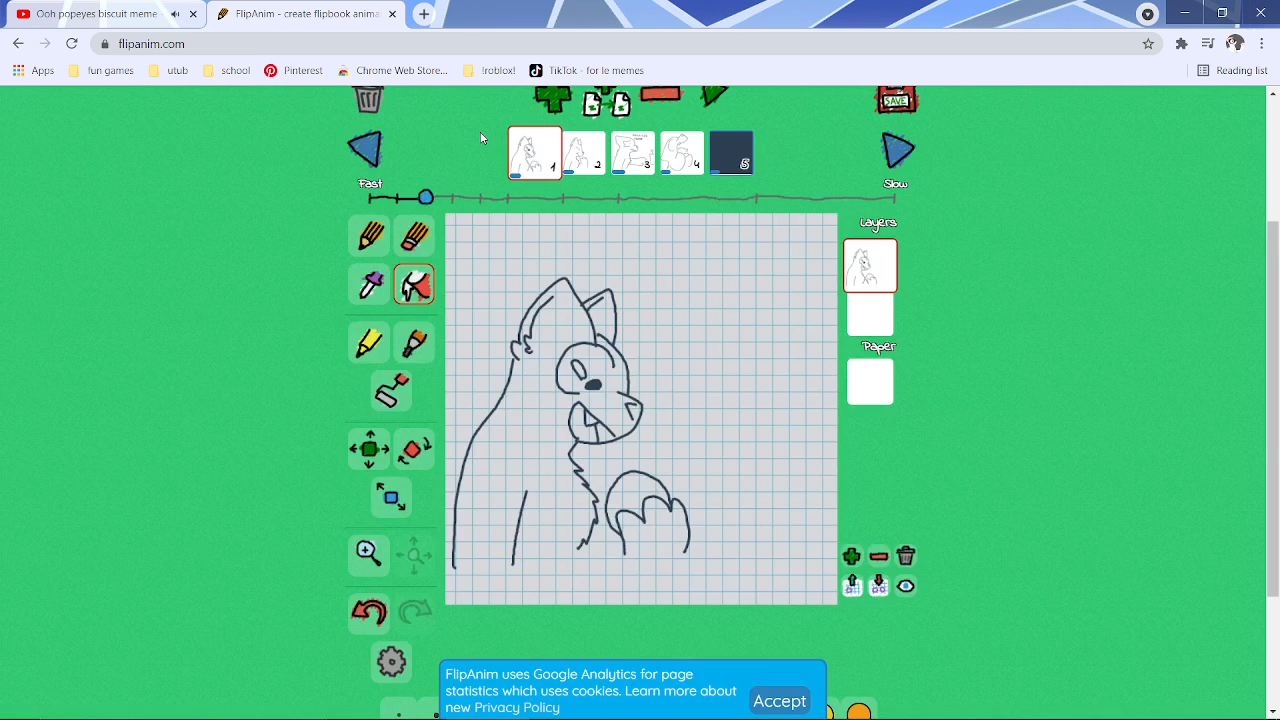 Ooh popeyes biscuit meme
FlipAnim - create flipbook anima
flipanim.com
Apps
fun games
utub
school
Pinterest
Chrome Web Store...
!roblox!
TikTok - for le memes
Reading list
SAVE
1
2
3
4
5
Fast
Slow
Layers
Paper
FlipAnim uses Google Analytics for page
statistics which uses cookies. Learn more about
new Privacy Policy
Accept